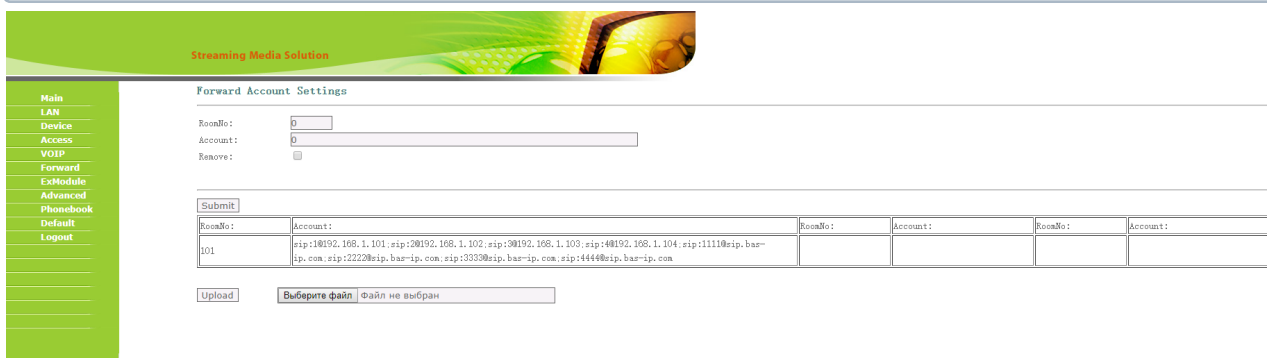 Streaming Media Solution
Main
LAN
Device
Access
VOIP
Forward
ExModule
Advanced
Phonebook
Default
Logout
Forward Account Settings
RoomNo: 0
Account: 0
Remove:
Submit
RoomNo: Account: RoomNo: Account: RoomNo: Account:
101 sip:1@192.168.1.101;sip:2@192.168.1.102;sip:3@192.168.1.103;sip:4@192.168.1.104;sip:1111@sip.bas-
ip.com;sip:2222@sip.bas-ip.com;sip:3333@sip.bas-ip.com;sip:4444@sip.bas-ip.com
Upload Выберите файл Файл не выбран